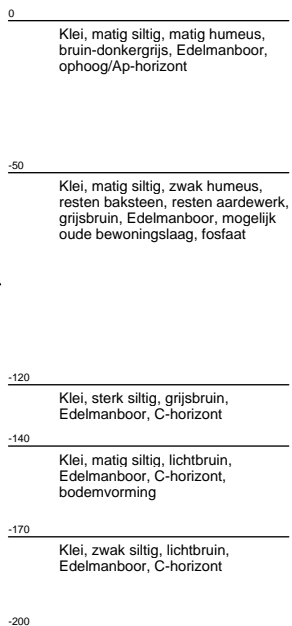 0
Klei, matig siltig, matig humeus,
bruin-donkergrijs, Edelmanboor,
ophoog/Ap-horizont
-50
Klei, matig siltig, zwak humeus,
resten baksteen, resten aardewerk,
grijsbruin, Edelmanboor, mogelijk
oude bewoningslaag, fosfaat
-120
Klei, sterk siltig, grijsbruin,
Edelmanboor, C-horizont
-140
Klei, matig siltig, lichtbruin,
Edelmanboor, C-horizont,
bodemvorming
-170
Klei, zwak siltig, lichtbruin,
Edelmanboor, C-horizont
-200